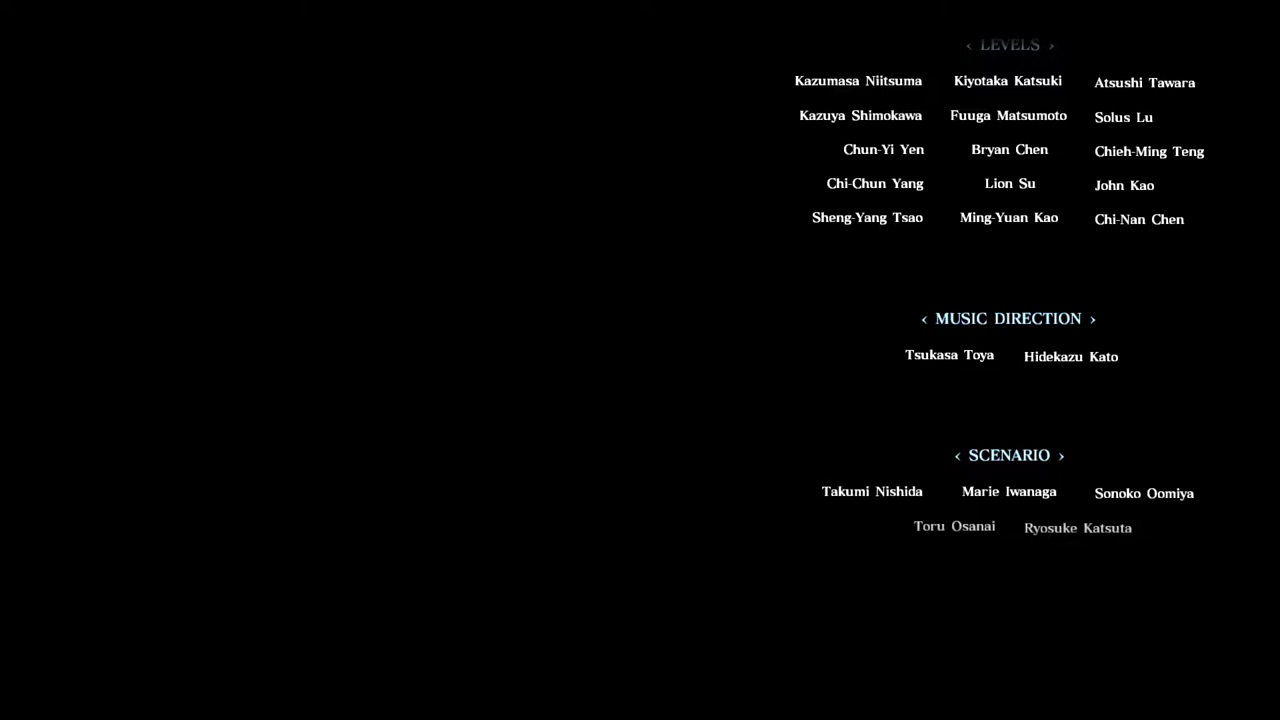 ‹ LEVELS ›
Kazumasa Niitsuma Kiyotaka Katsuki Atsushi Tawara
Kazuya Shimokawa Fuuga Matsumoto Solus Lu
Chun-Yi Yen Bryan Chen Chieh-Ming Teng
Chi-Chun Yang Lion Su John Kao
Sheng-Yang Tsao Ming-Yuan Kao Chi-Nan Chen
‹ MUSIC DIRECTION ›
Tsukasa Toya Hidekazu Kato
‹ SCENARIO ›
Takumi Nishida Marie Iwanaga Sonoko Oomiya
Toru Osanai Ryosuke Katsuta